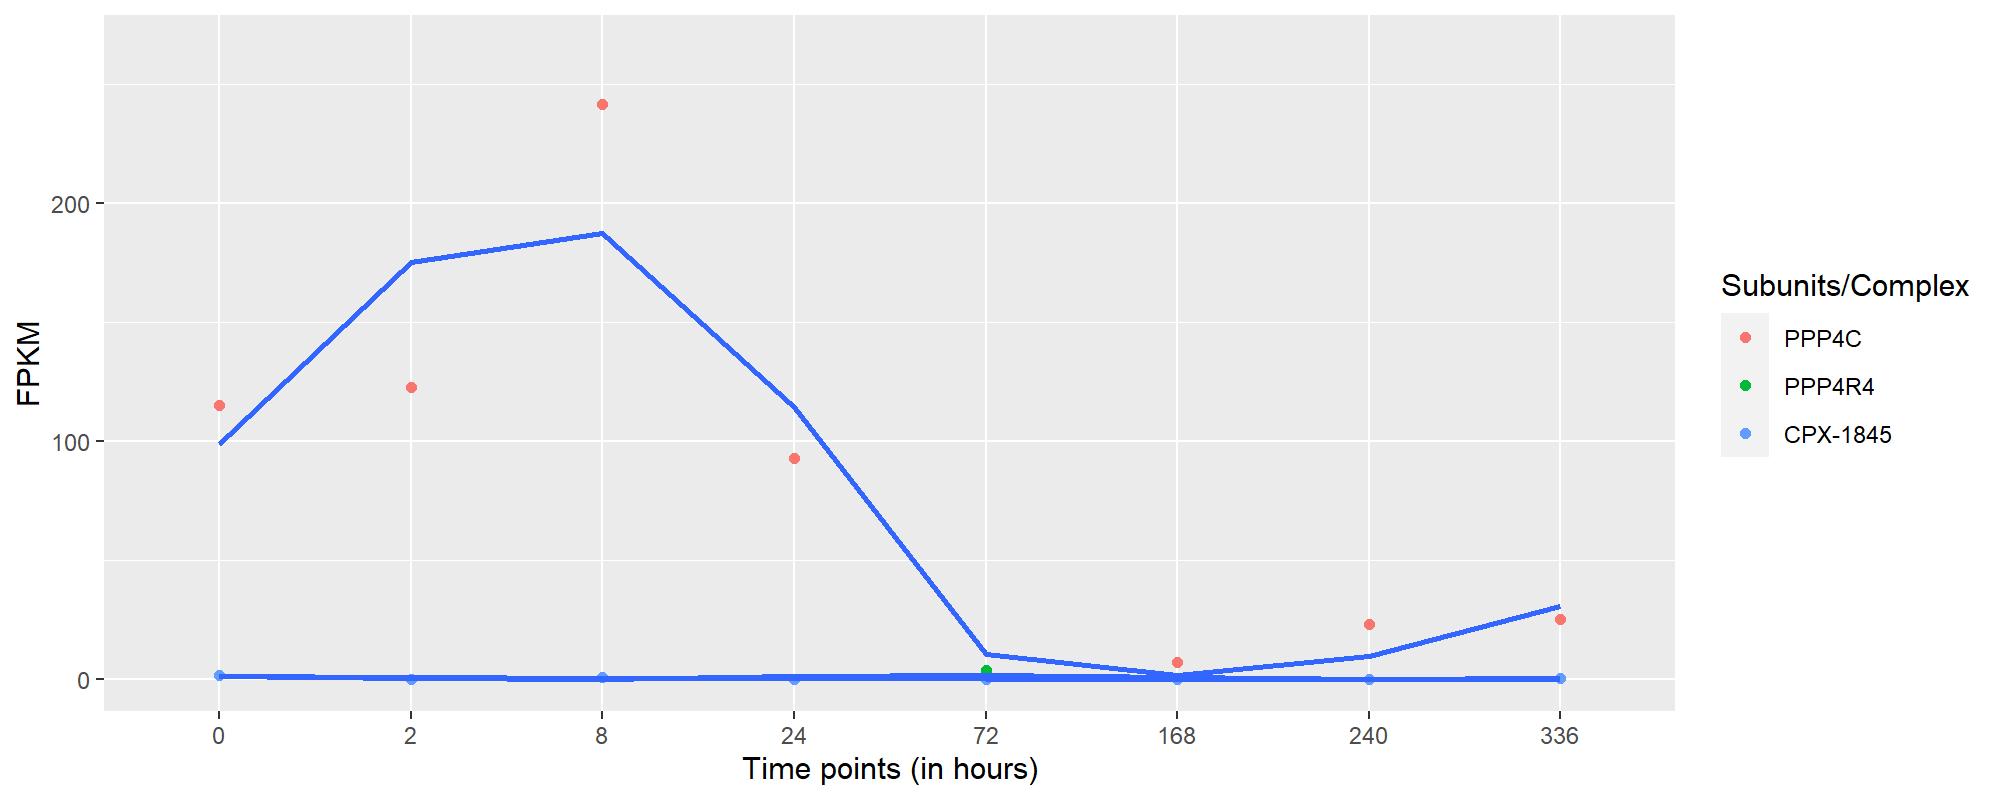 FPKM
200
100
0
0 2 8 24 72 168 240 336
Time points (in hours)
Subunits/Complex
PPP4C
PPP4R4
CPX-1845